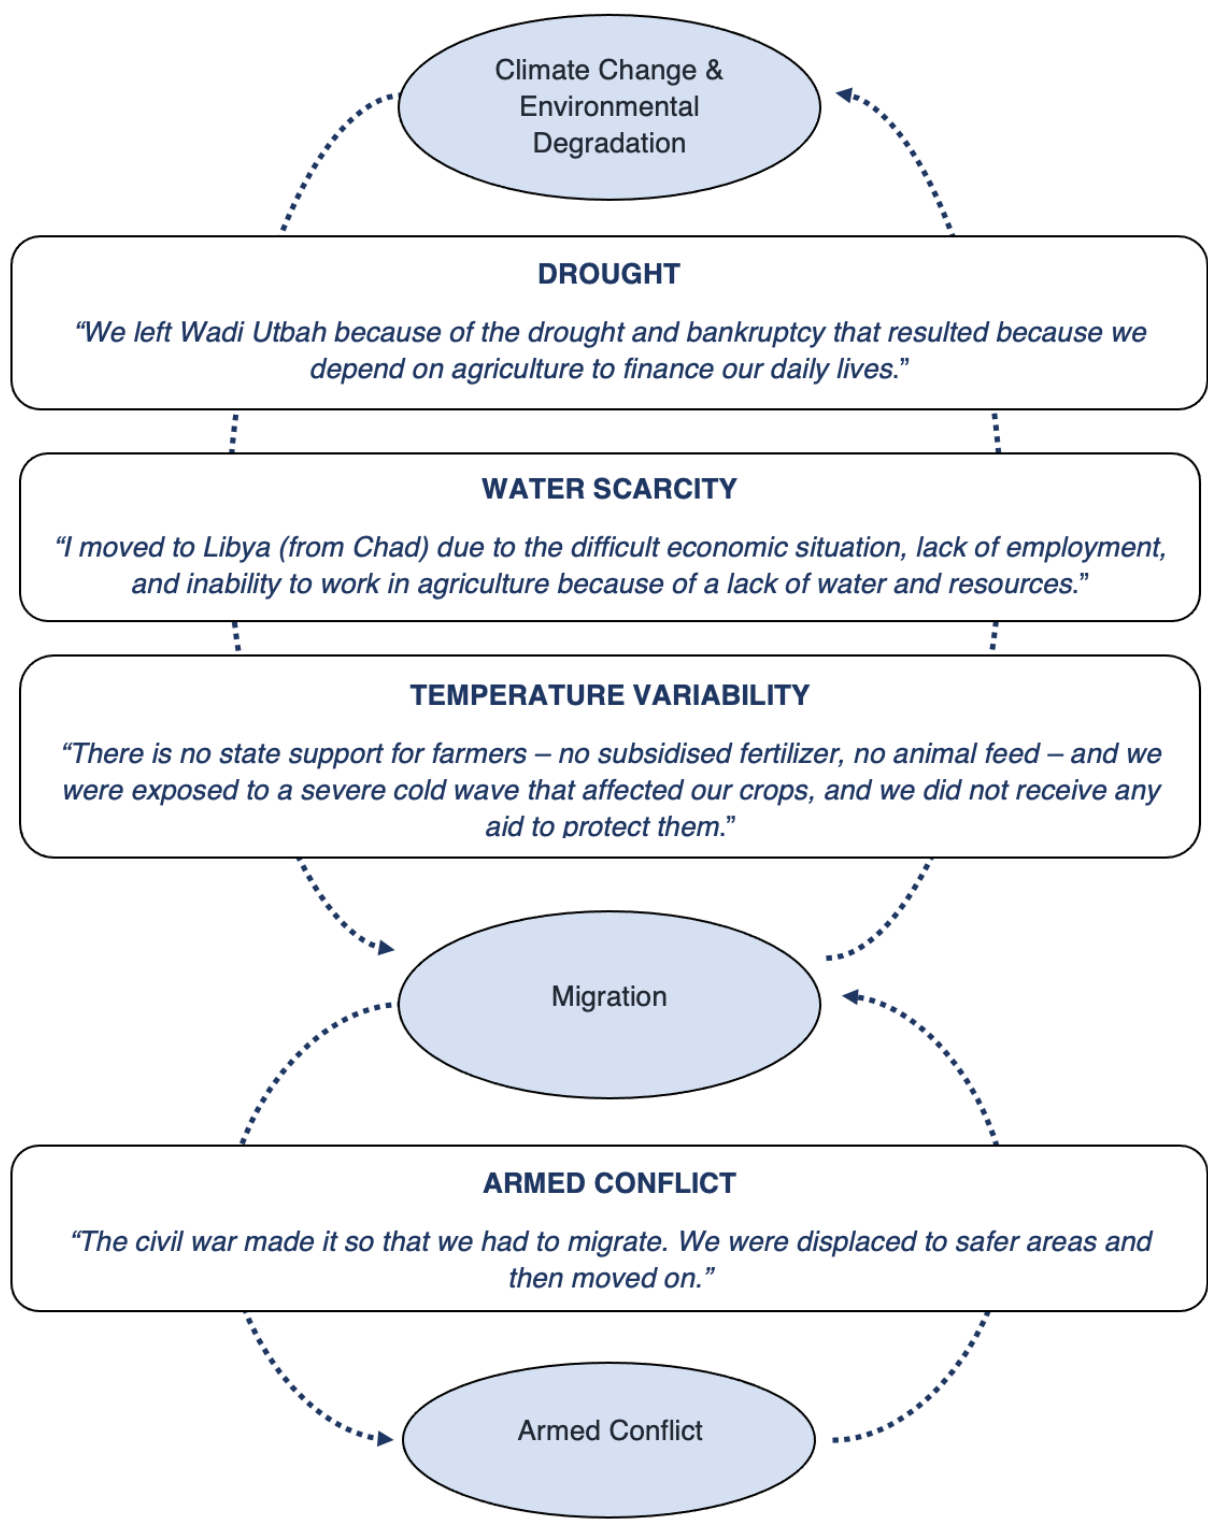 Climate Change &
Environmental
Degradation
DROUGHT
“We left Wadi Utbah because of the drought and bankruptcy that resulted because we
depend on agriculture to finance our daily lives.”
WATER SCARCITY
“I moved to Libya (from Chad) due to the difficult economic situation, lack of employment,
and inability to work in agriculture because of a lack of water and resources.”
TEMPERATURE VARIABILITY
“There is no state support for farmers – no subsidised fertilizer, no animal feed – and we
were exposed to a severe cold wave that affected our crops, and we did not receive any
aid to protect them.”
Migration
ARMED CONFLICT
“The civil war made it so that we had to migrate. We were displaced to safer areas and
then moved on.”
Armed Conflict